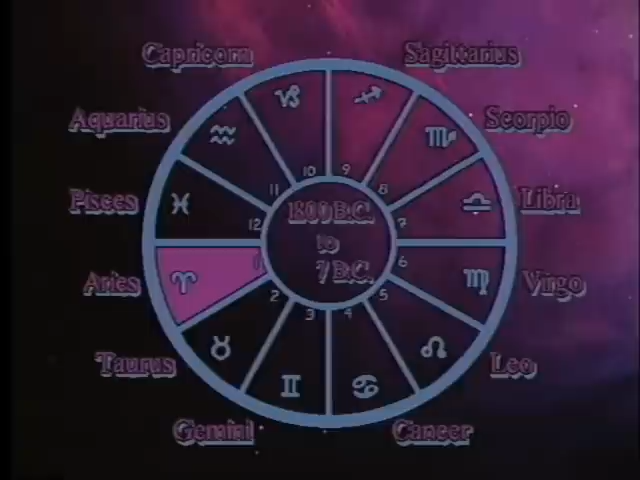 Capricorn
Sagittarius
Aquarius
Scorpio
Pisces
Libra
Aries
Virgo
Taurus
Leo
Gemini
Cancer
10
9
11
8
12
7
1
6
2
5
3
4
1800 B.C.
to
7 B.C.